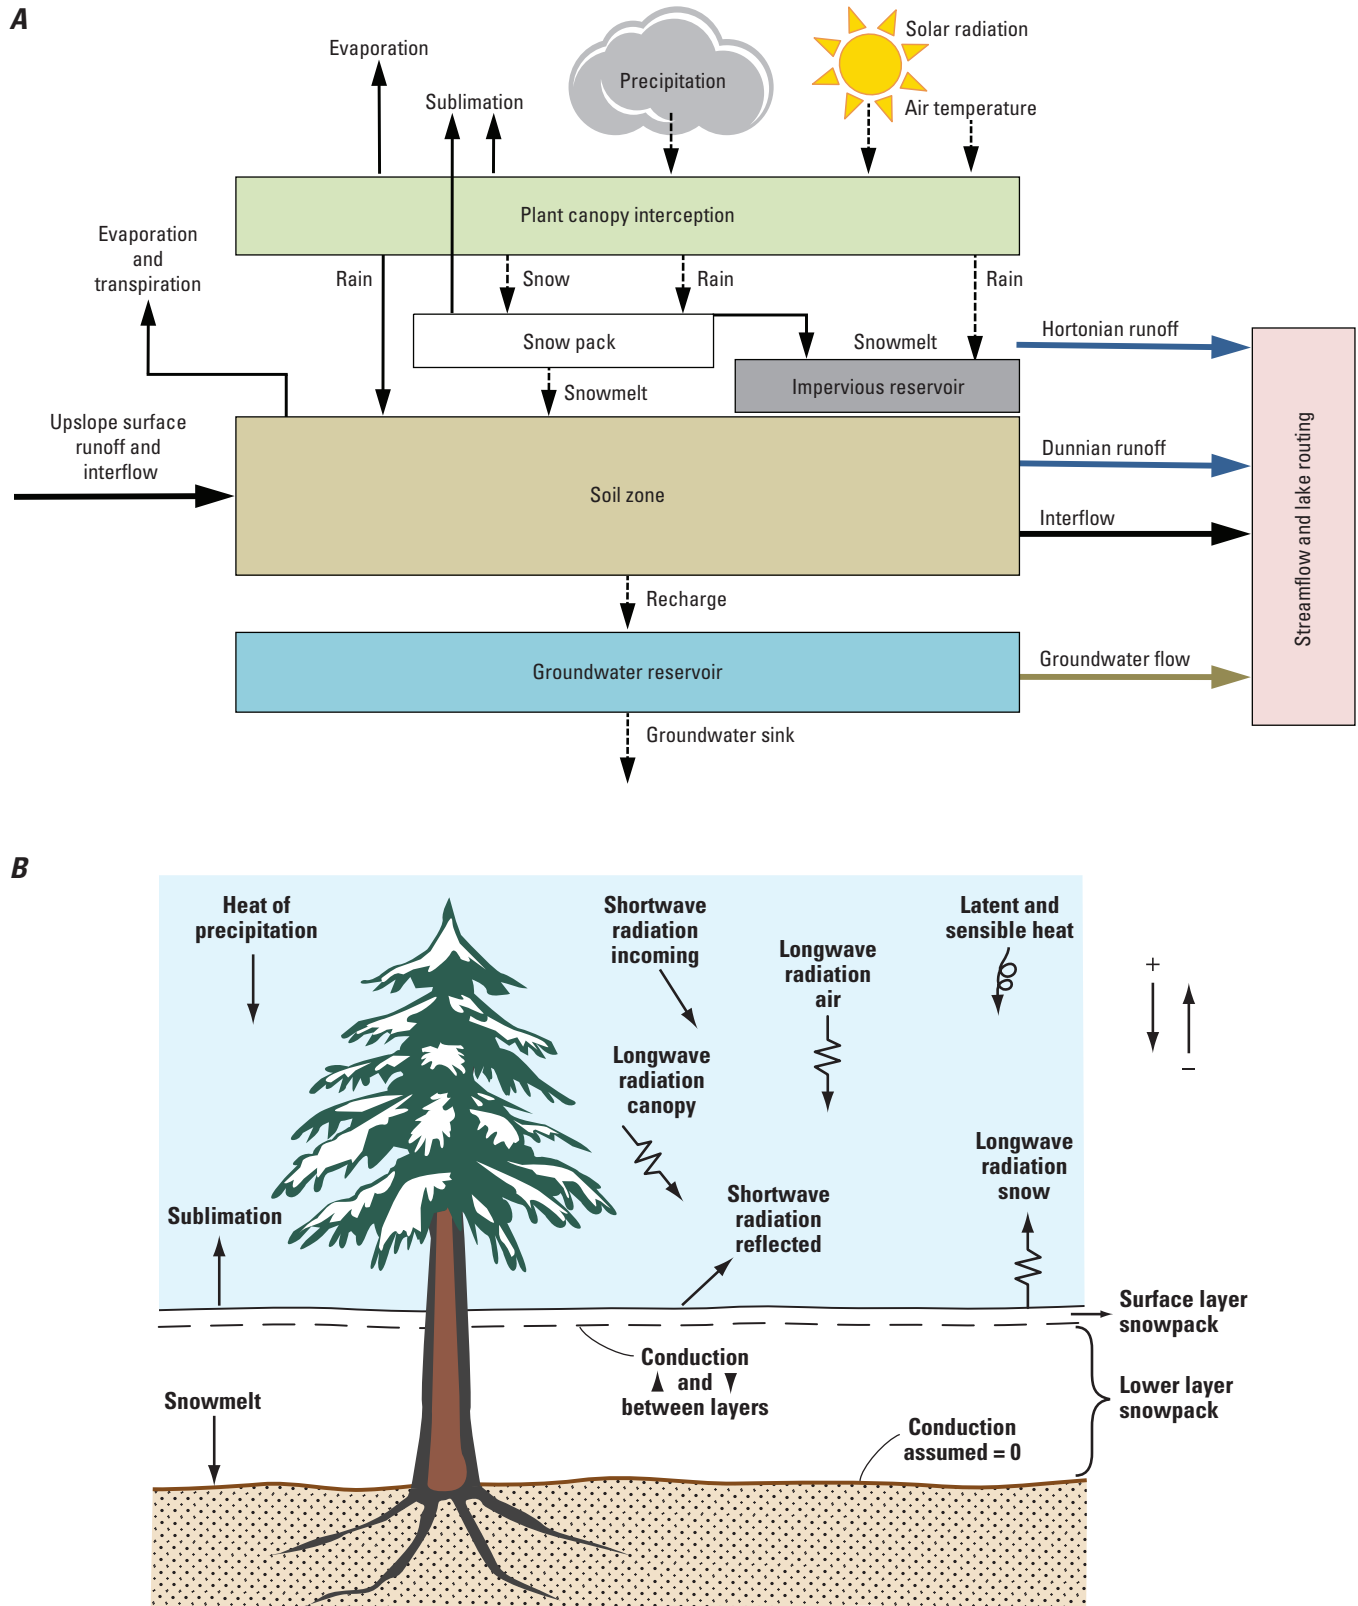 A
Evaporation
Sublimation
Precipitation
Solar radiation
Air temperature
Plant canopy interception
Evaporation
and
transpiration
Rain
Snow
Rain
Rain
Snow pack
Snowmelt
Hortonian runoff
Impervious reservoir
Snowmelt
Upslope surface
runoff and
interflow
Soil zone
Dunnian runoff
Interflow
Streamflow and lake routing
Recharge
Groundwater reservoir
Groundwater flow
Groundwater sink
B
Heat of
precipitation
Shortwave
radiation
incoming
Longwave
radiation
air
Latent and
sensible heat
+
−
Longwave
radiation
canopy
Longwave
radiation
snow
Shortwave
radiation
reflected
Sublimation
Surface layer
snowpack
Conduction
and
between layers
Lower layer
snowpack
Snowmelt
Conduction
assumed = 0